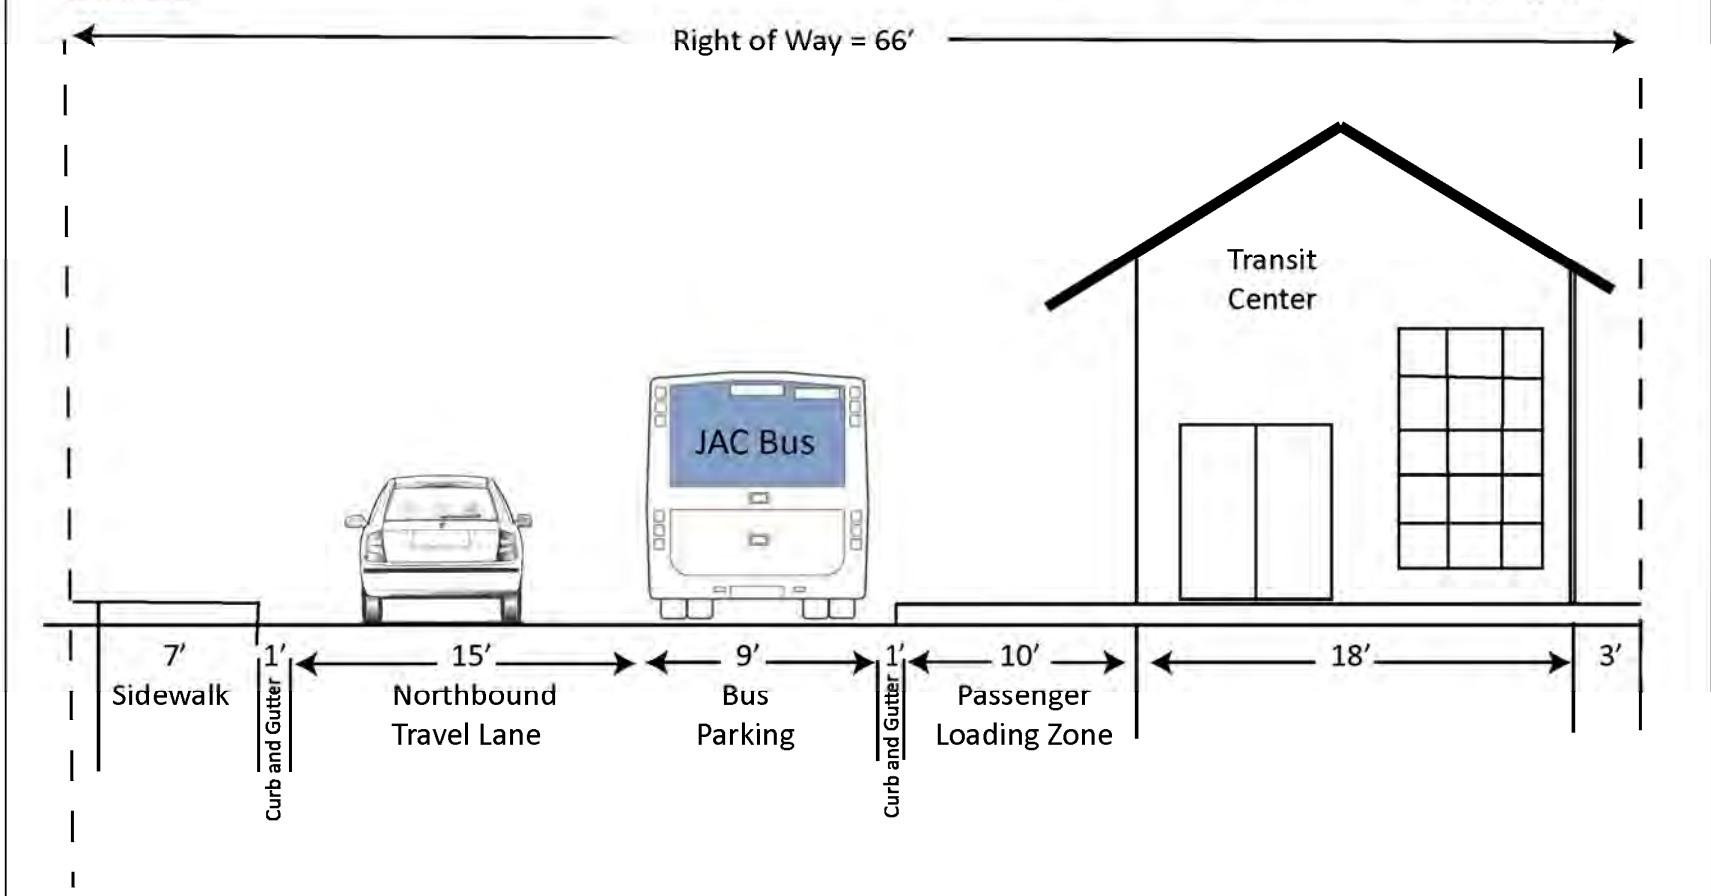 Right of Way = 66’
Transit
Center
JAC Bus
7’
1’
15’
9’
1’
10’
18’
3’
Sidewalk
Curb and Gutter
Northbound
Travel Lane
Bus
Parking
Curb and Gutter
Passenger
Loading Zone